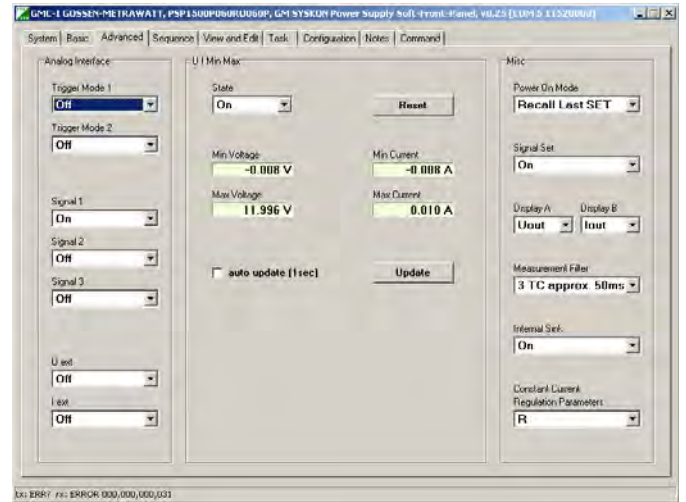 GMC-I GOSSEN-METRAWATT, PSP1500P060RU060P, GM SYSKON Power Supply Soft-Front-Panel, v0.25 [COM 5 115200Bd]
System Basic Advanced Sequence View and Edit Task Configuration Notes Command
Analog Interface
Trigger Mode 1
Off
Trigger Mode 2
Off
Signal 1
On
Signal 2
Off
Signal 3
Off
U ext
Off
I ext
Off
U I Min Max
State
On
Reset
Min Voltage Min Current
-0.008 V -0.008 A
Max Voltage Max Current
11.996 V 0.010 A
auto update (1sec) Update
Misc
Power On Mode
Recall Last SET
Signal Set
On
Display A Display B
Uout Iout
Measurement Filter
3 TC approx. 50ms
Internal Sink
On
Constant Current
Regulation Parameters
R
tx: ERR? rx: ERROR 000,000,000,031